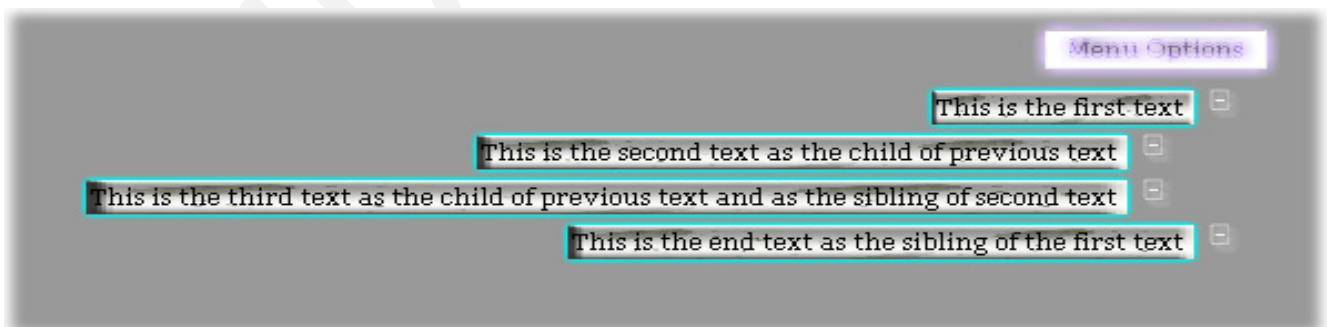 Menu Options
This is the first text
This is the second text as the child of previous text
This is the third text as the child of previous text and as the sibling of second text
This is the end text as the sibling of the first text